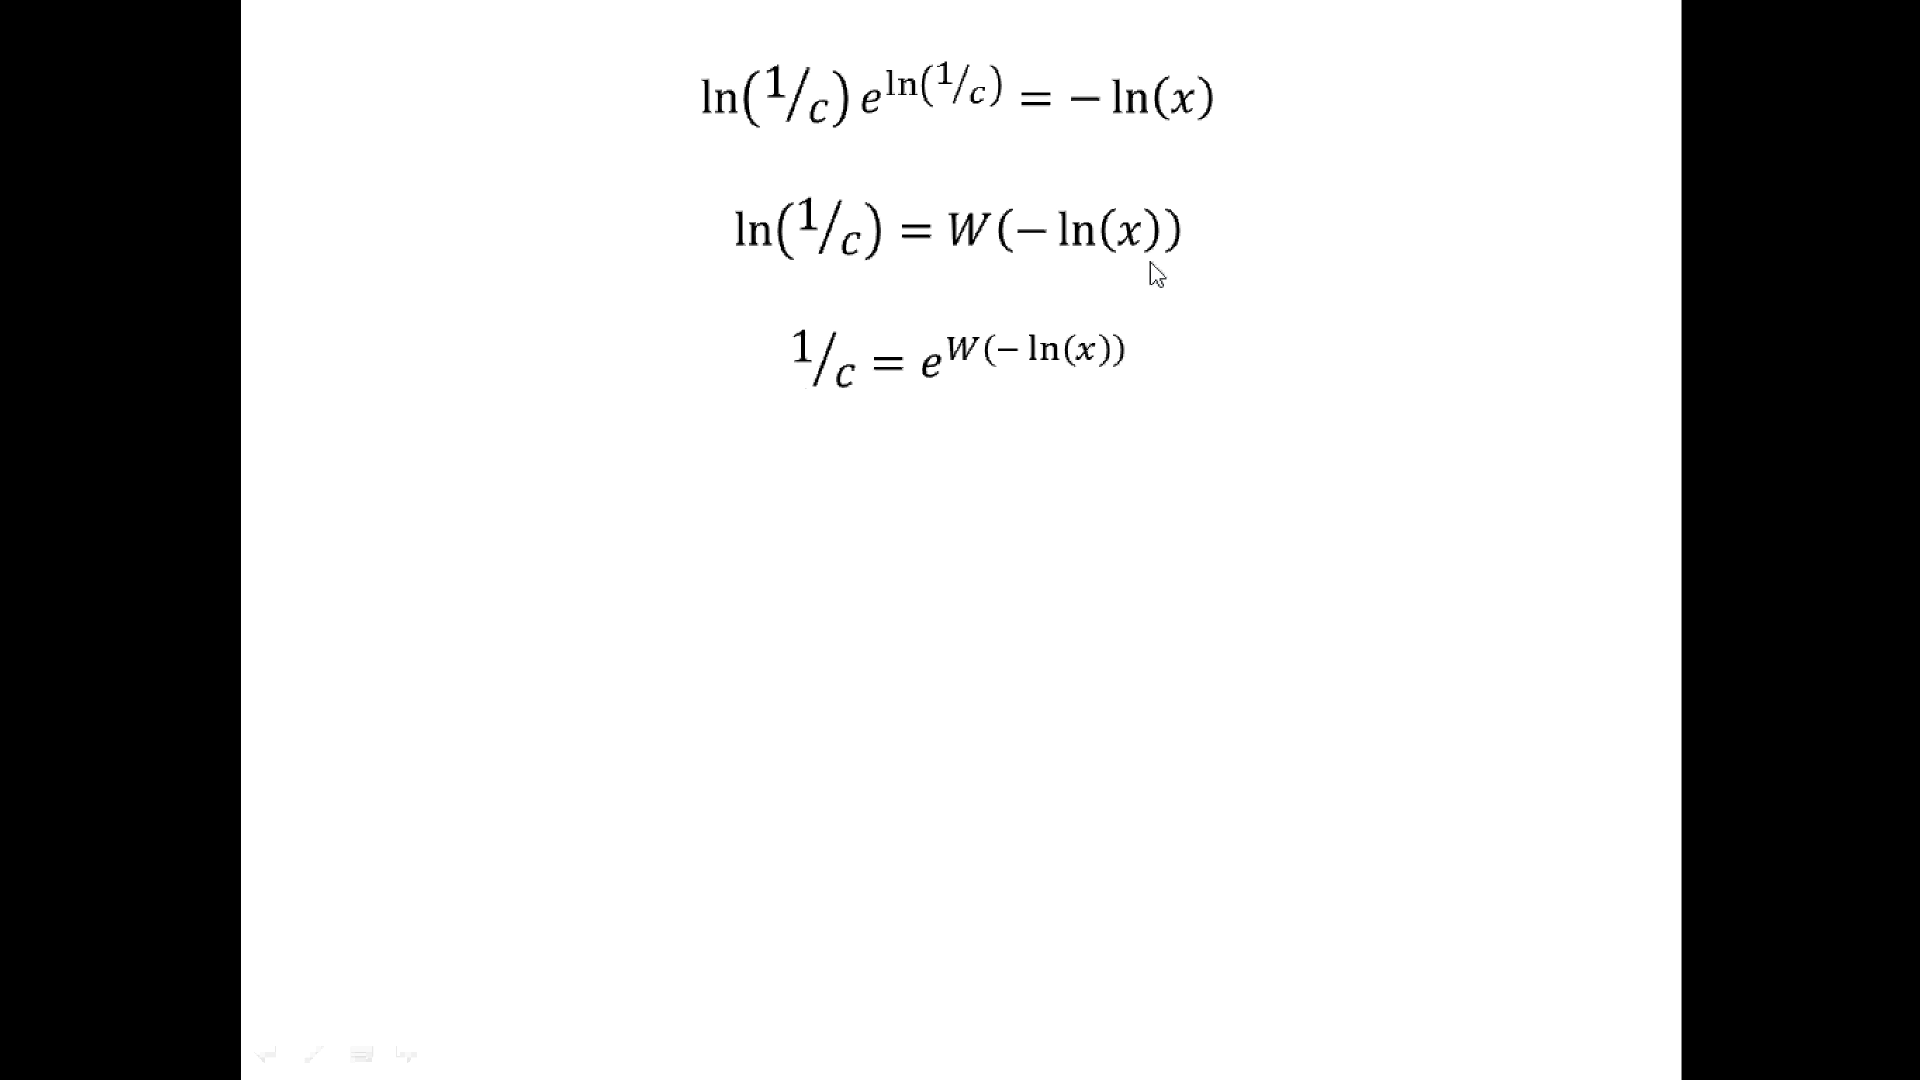 ln(1/c) e^{ln(1/c)} = − ln(x)
ln(1/c) = W(− ln(x))
1/c = e^{W(− ln(x))}